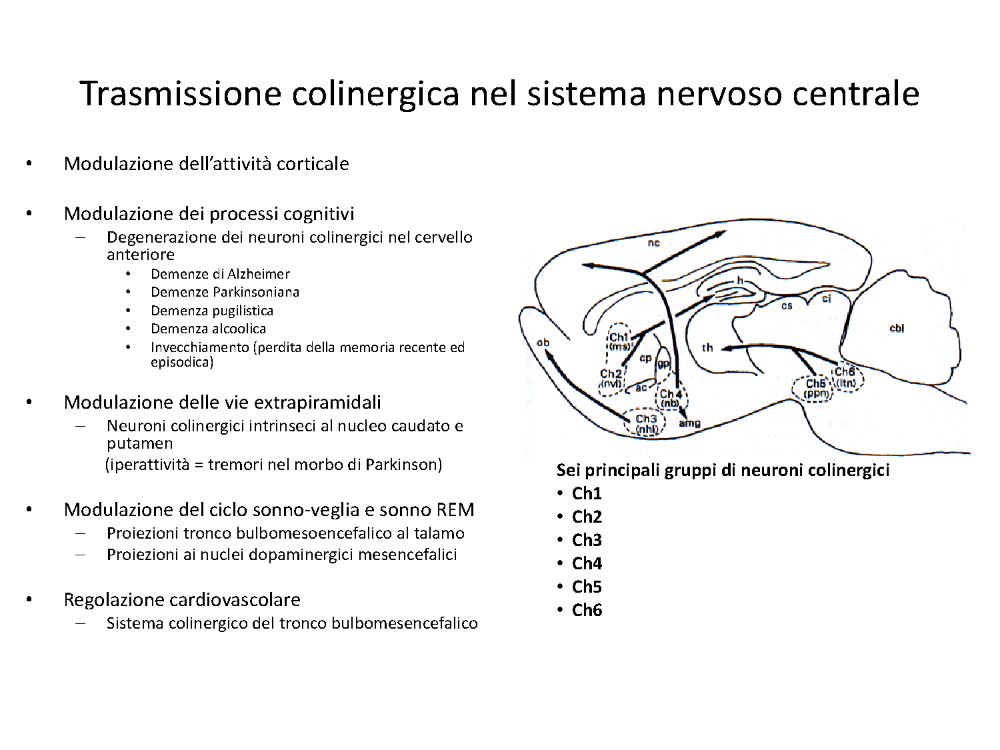 Trasmissione colinergica nel sistema nervoso centrale
• Modulazione dell’attività corticale
• Modulazione dei processi cognitivi
– Degenerazione dei neuroni colinergici nel cervello
anteriore
• Demenze di Alzheimer
• Demenze Parkinsoniana
• Demenza pugilistica
• Demenza alcoolica
• Invecchiamento (perdita della memoria recente ed
episodica)
• Modulazione delle vie extrapiramidali
– Neuroni colinergici intrinseci al nucleo caudato e
putamen
(iperattività = tremori nel morbo di Parkinson)
• Modulazione del ciclo sonno-veglia e sonno REM
– Proiezioni tronco bulbomesoencefalico al talamo
– Proiezioni ai nuclei dopaminergici mesencefalici
• Regolazione cardiovascolare
– Sistema colinergico del tronco bulbomesencefalico
nc
h
cs
ci
cbl
ob
Ch1
(ms)
th
cp
gp
Ch2
(nvl)
ac
Ch4
(nb)
Ch3
(nhl)
amg
Ch5
(ppn)
Ch6
(ltn)
Sei principali gruppi di neuroni colinergici
• Ch1
• Ch2
• Ch3
• Ch4
• Ch5
• Ch6